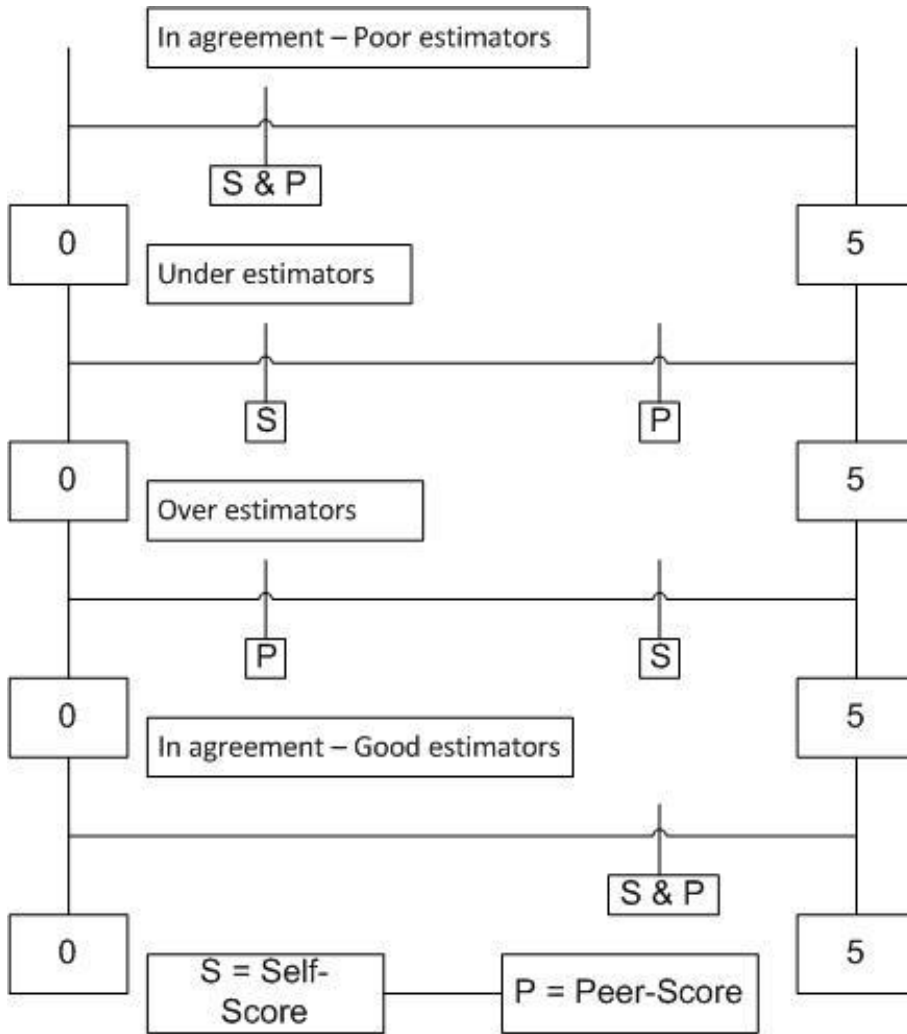 In agreement – Poor estimators
S & P
0
5
Under estimators
S
P
0
5
Over estimators
P
S
0
5
In agreement – Good estimators
S & P
0
5
S = Self-
Score
P = Peer-Score